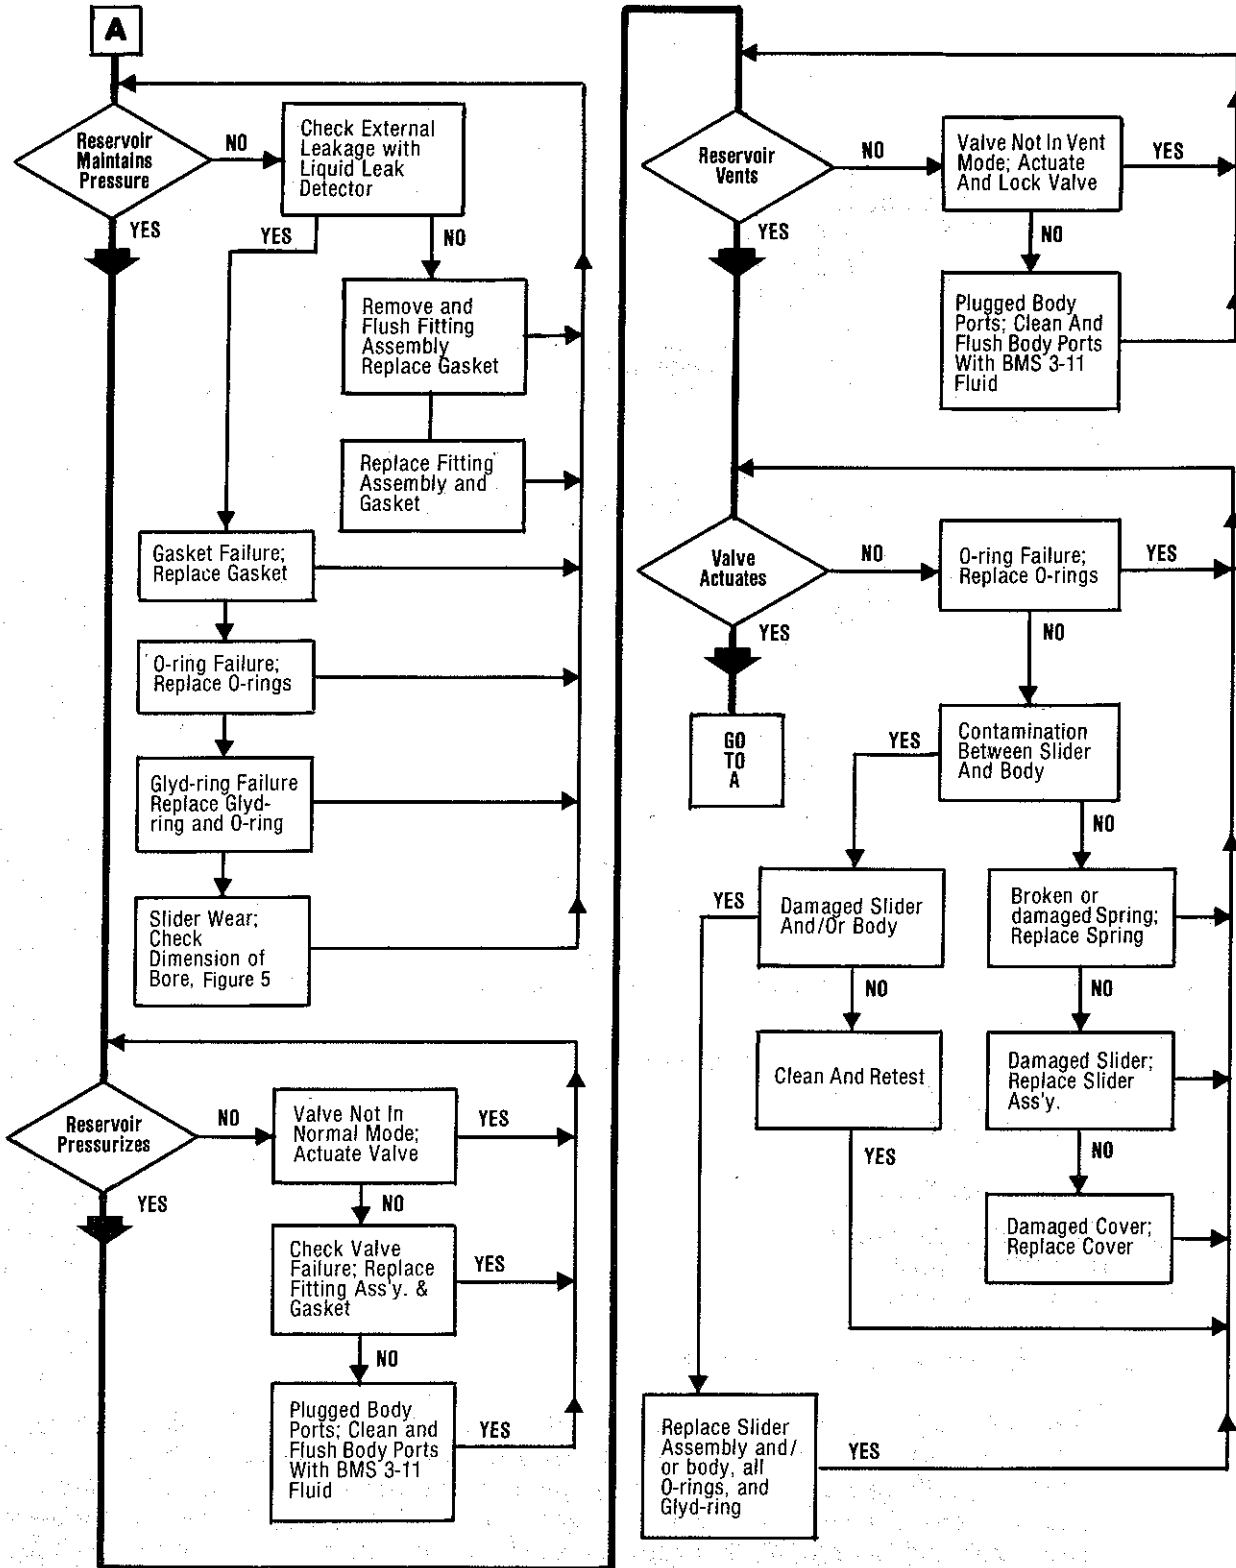 A
Reservoir
Maintains
Pressure
NO
Check External
Leakage with
Liquid Leak
Detector
YES
YES
NO
Remove and
Flush Fitting
Assembly
Replace Gasket
Replace Fitting
Assembly and
Gasket
Gasket Failure;
Replace Gasket
O-ring Failure;
Replace O-rings
Glyd-ring Failure
Replace Glyd-
ring and O-ring
Slider Wear;
Check
Dimension of
Bore, Figure 5
Reservoir
Pressurizes
NO
Valve Not In
Normal Mode;
Actuate Valve
YES
YES
NO
Check Valve
Failure; Replace
Fitting Ass'y. &
Gasket
YES
NO
Plugged Body
Ports; Clean and
Flush Body Ports
With BMS 3-11
Fluid
YES
Reservoir
Vents
NO
Valve Not In Vent
Mode; Actuate
And Lock Valve
YES
YES
NO
Plugged Body
Ports; Clean And
Flush Body Ports
With BMS 3-11
Fluid
Valve
Actuates
NO
O-ring Failure;
Replace O-rings
YES
YES
NO
GO
TO
A
YES
Contamination
Between Slider
And Body
NO
YES
Damaged Slider
And/Or Body
Broken or
damaged Spring;
Replace Spring
NO
NO
Clean And Retest
Damaged Slider;
Replace Slider
Ass'y.
YES
NO
Damaged Cover;
Replace Cover
Replace Slider
Assembly and/
or body, all
O-rings, and
Glyd-ring
YES